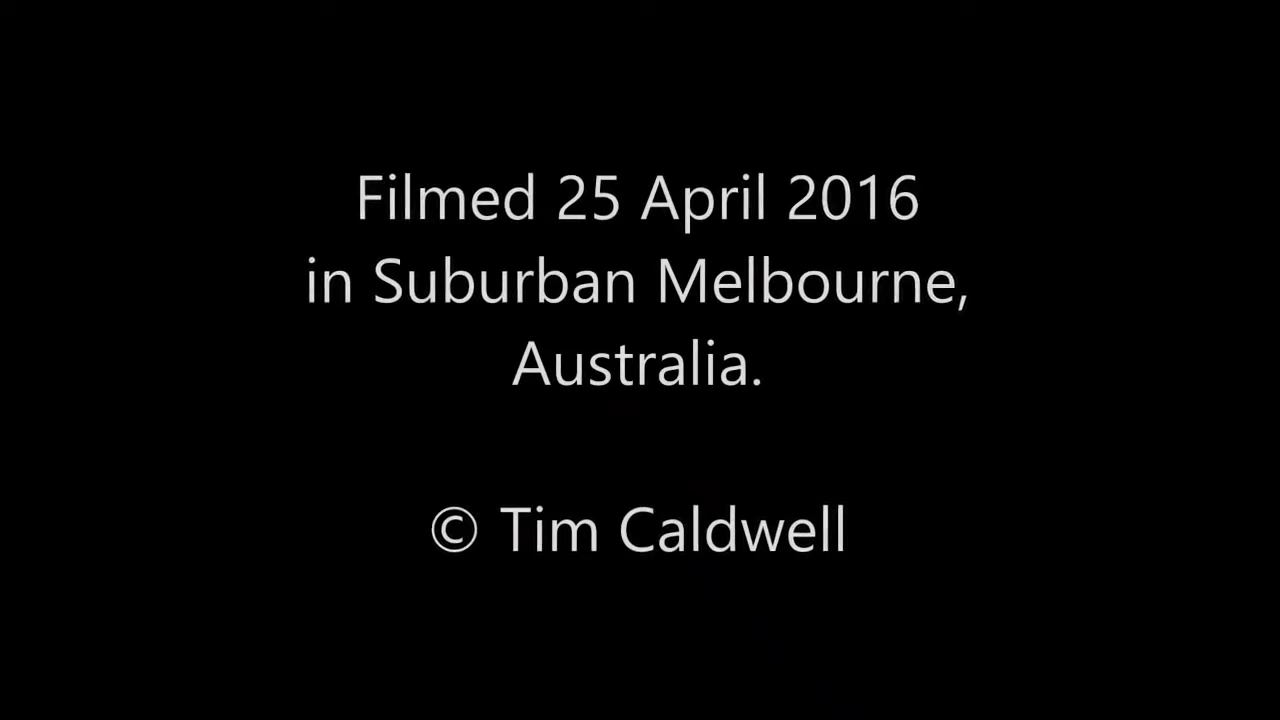 Filmed 25 April 2016
in Suburban Melbourne,
Australia.
© Tim Caldwell